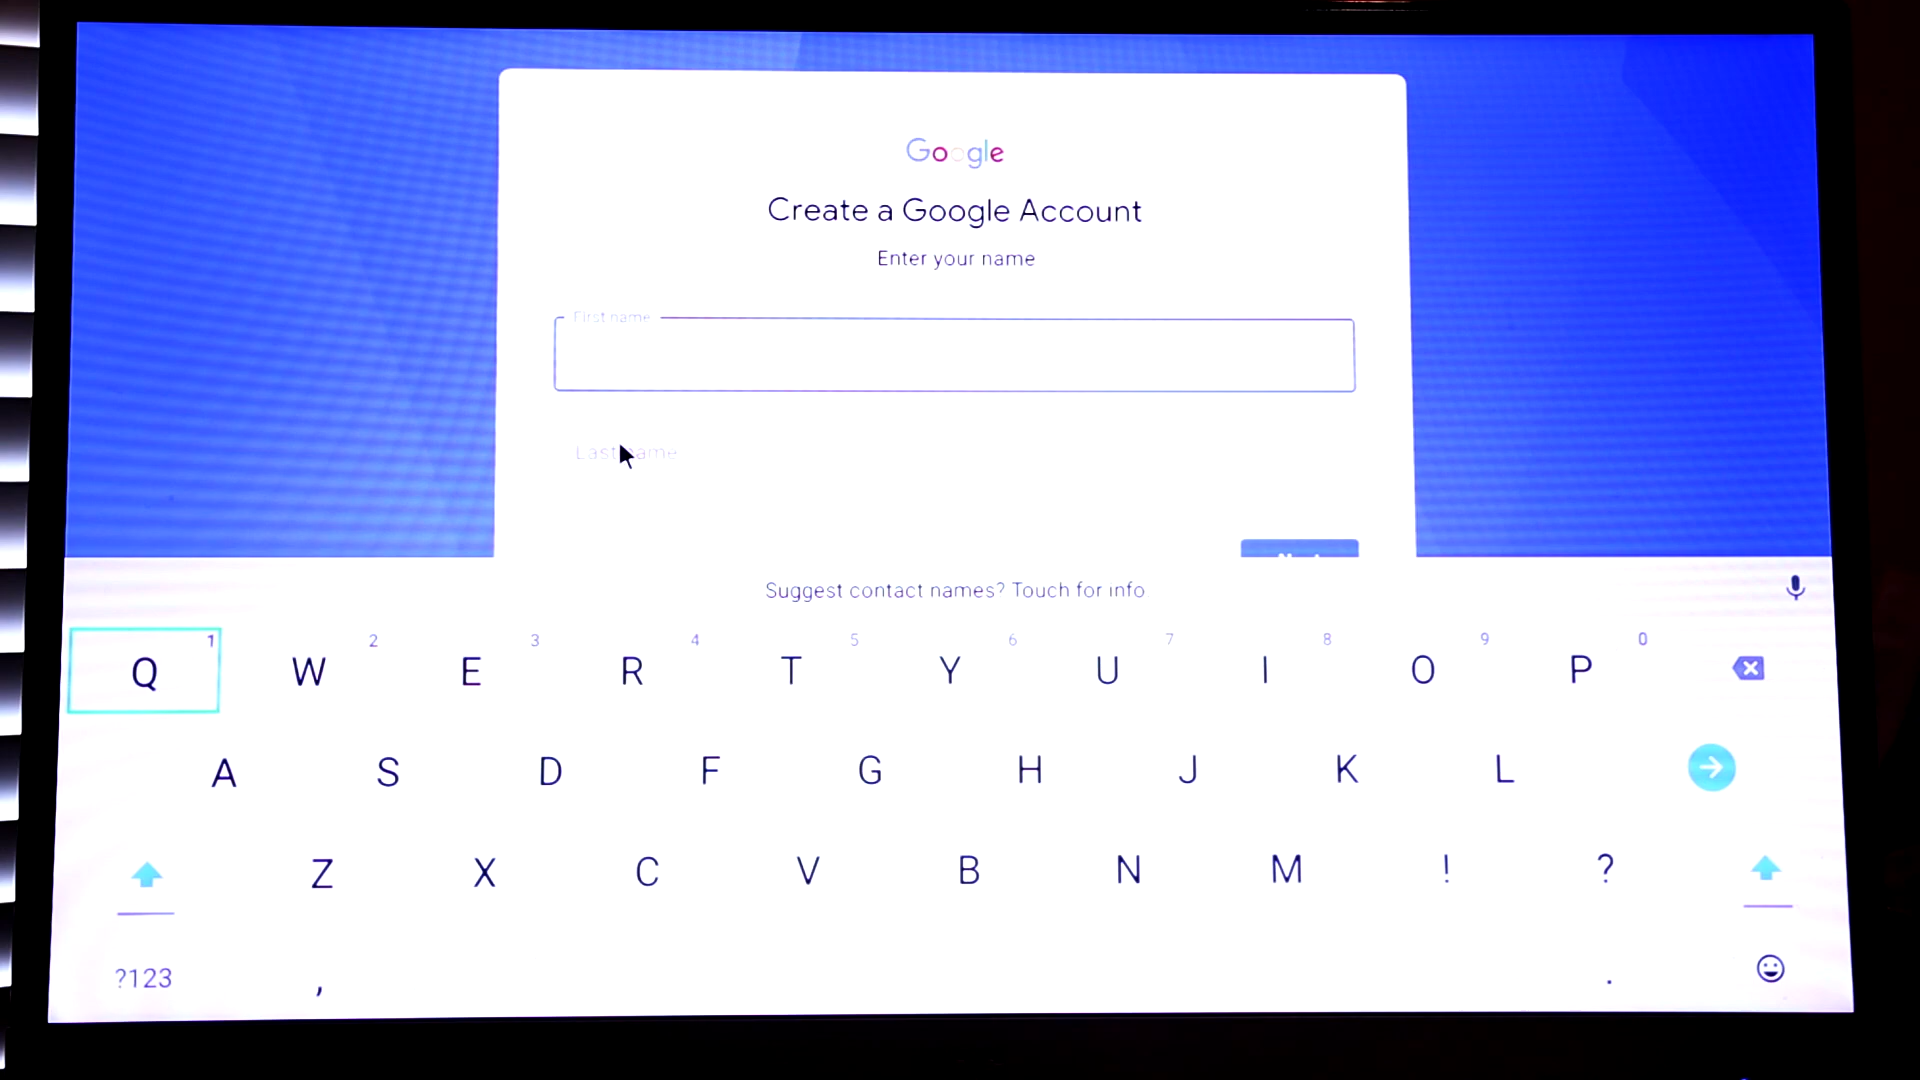 Google
Create a Google Account
Enter your name
First name
Last name
Suggest contact names? Touch for info
1 2 3 4 5 6 7 8 9 0
Q W E R T Y U I O P
A S D F G H J K L
Z X C V B N M ! ?
?123 , .